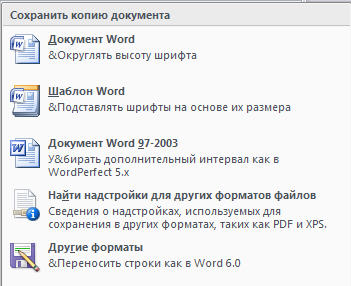 Сохранить копию документа
Документ Word
&Округлять высоту шрифта
Шаблон Word
&Подставлять шрифты на основе их размера
Документ Word 97-2003
У&бирать дополнительный интервал как в
WordPerfect 5.x
Найти надстройки для других форматов файлов
Сведения о надстройках, используемых для
сохранения в других форматах, таких как PDF и XPS.
Другие форматы
&Переносить строки как в Word 6.0